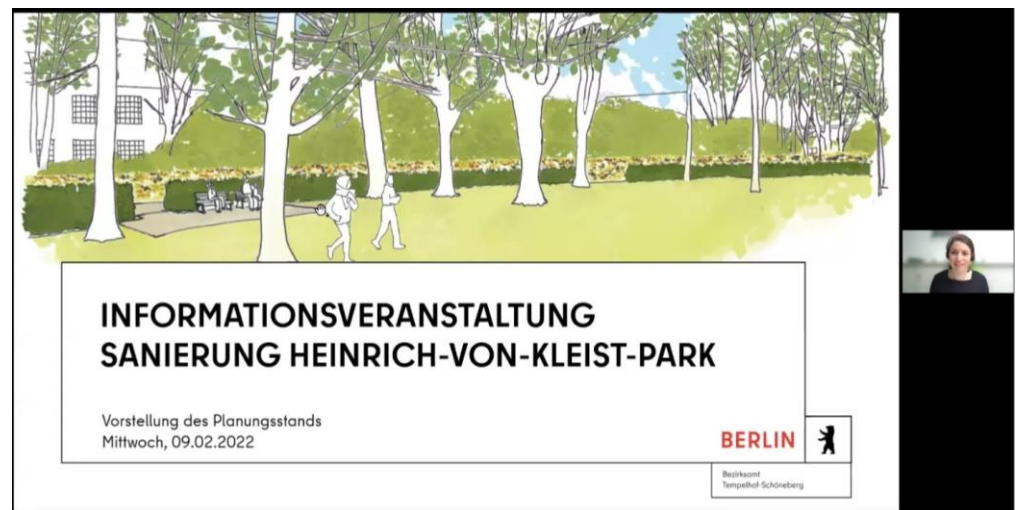 INFORMATIONSVERANSTALTUNG
SANIERUNG HEINRICH-VON-KLEIST-PARK
Vorstellung des Planungsstands
Mittwoch, 09.02.2022
BERLIN
Bezirksamt
Tempelhof-Schöneberg